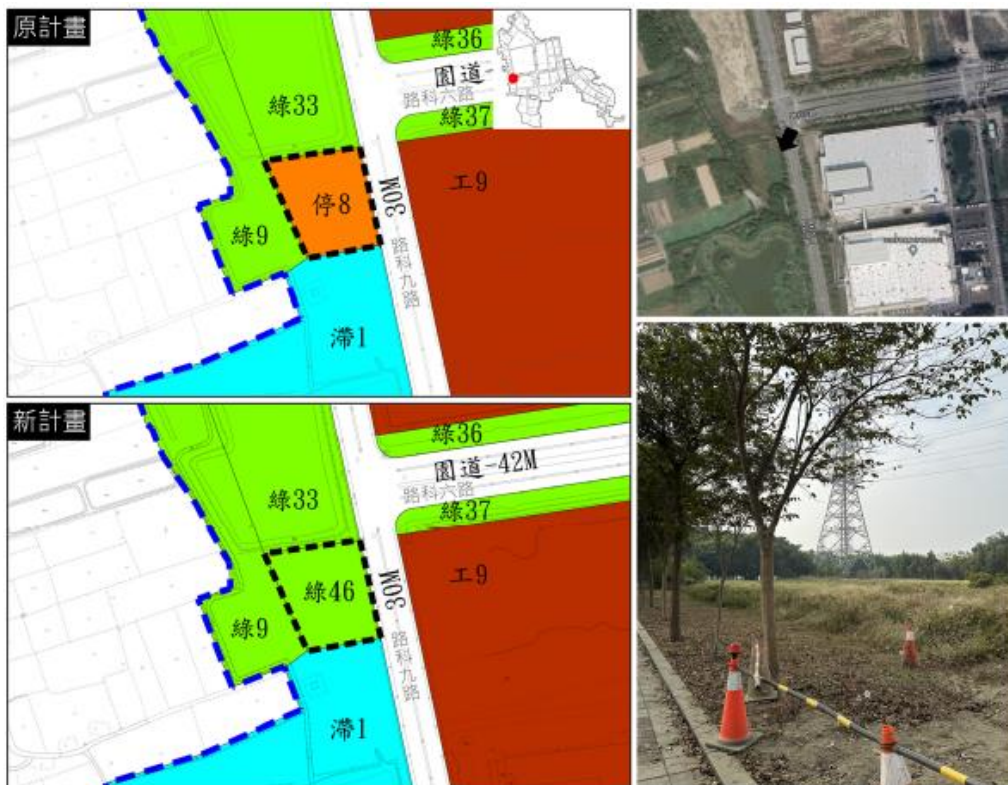 原計畫
綠36
園道-
路科六路
綠37
綠33
停8
30M
工9
綠9
路科九路
滯1
新計畫
綠36
園道-42M
路科六路
綠37
綠33
綠46
30M
工9
綠9
路科九路
滯1